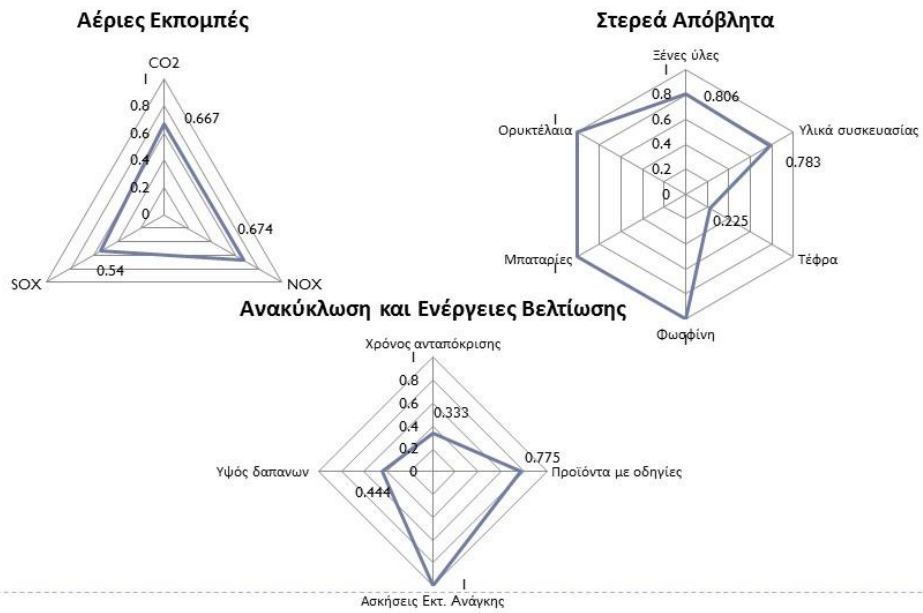 Αέριες Εκπομπές
CO2
1
0.8
0.6
0.4
0.2
0
0.667
0.674
0.54
SOX
NOX
Στερεά Απόβλητα
Ξένες ύλες
1
0.8
0.6
0.4
0.2
0
0.806
Υλικά συσκευασίας
0.783
0.225
Τέφρα
Φωσφίνη
1
Μπαταρίες
1
Ορυκτέλαια
1
Ανακύκλωση και Ενέργειες Βελτίωσης
Χρόνος ανταπόκρισης
1
0.8
0.6
0.4
0.2
0
0.333
0.775
Προϊόντα με οδηγίες
Υψός δαπανων
0.444
1
Ασκήσεις Εκτ. Ανάγκης